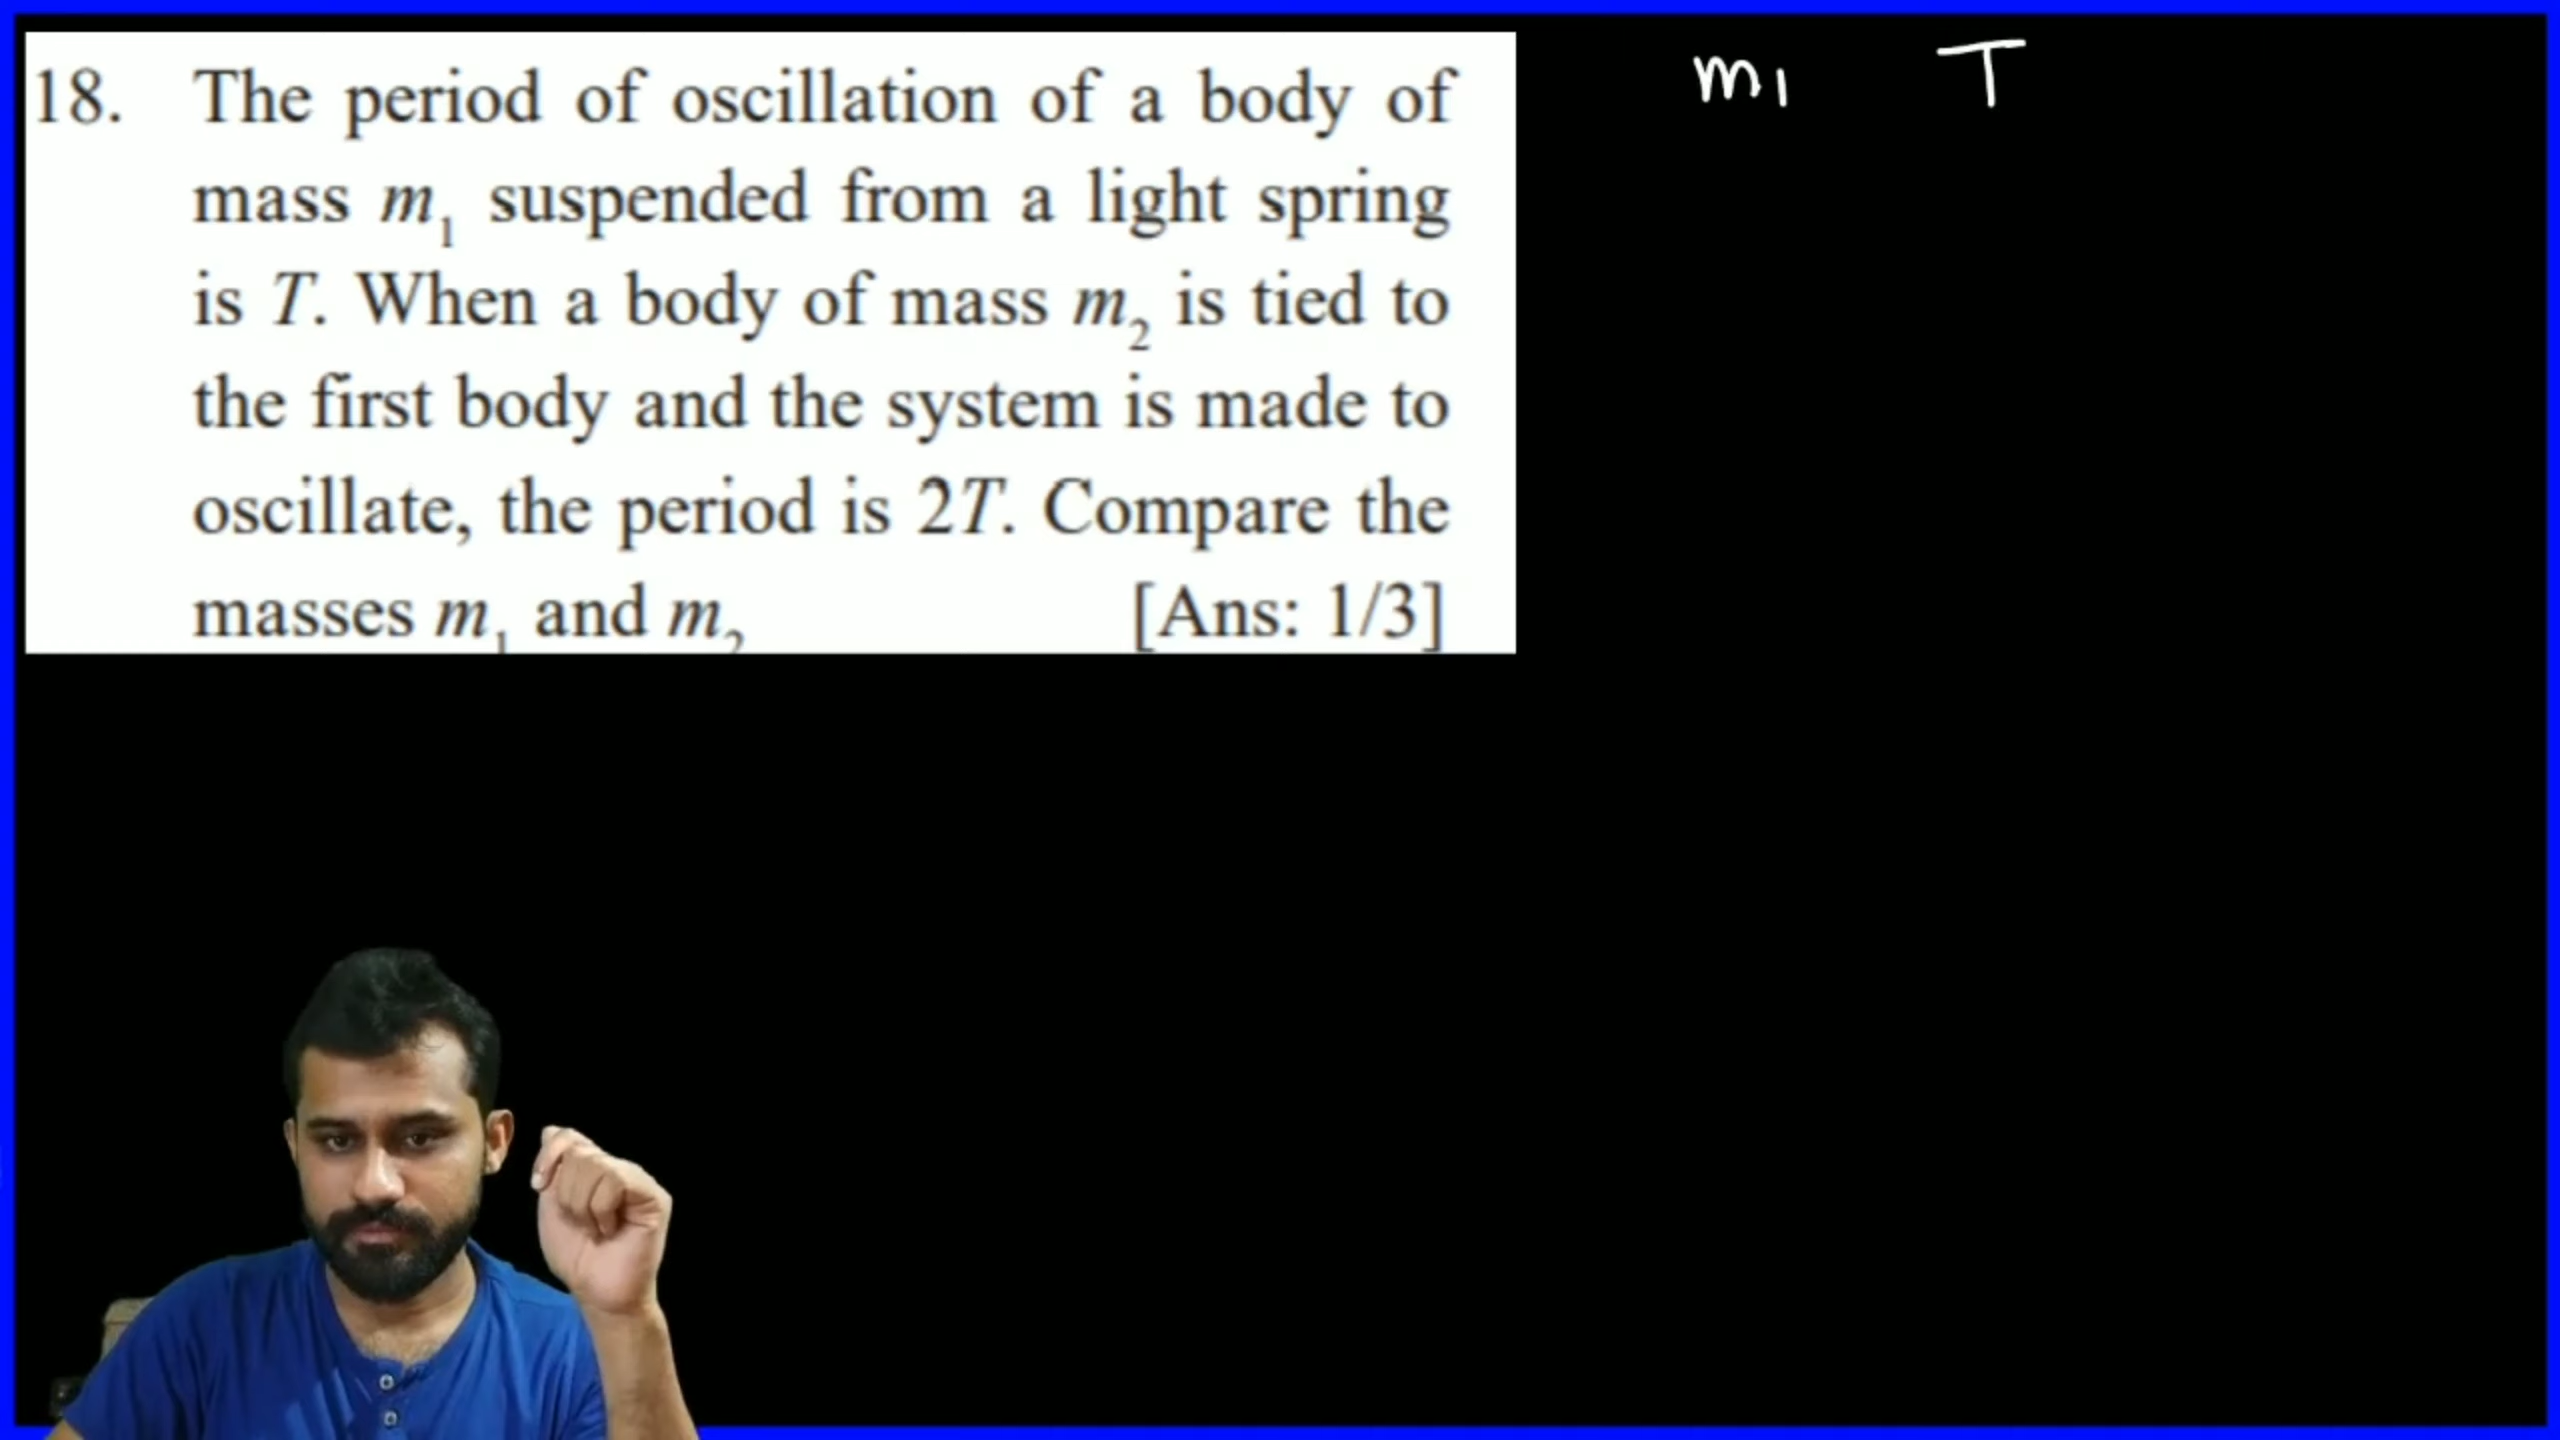 18. The period of oscillation of a body of
mass m₁ suspended from a light spring
is T. When a body of mass m₂ is tied to
the first body and the system is made to
oscillate, the period is 2T. Compare the
masses m₁ and m₂ [Ans: 1/3]
m₁ T